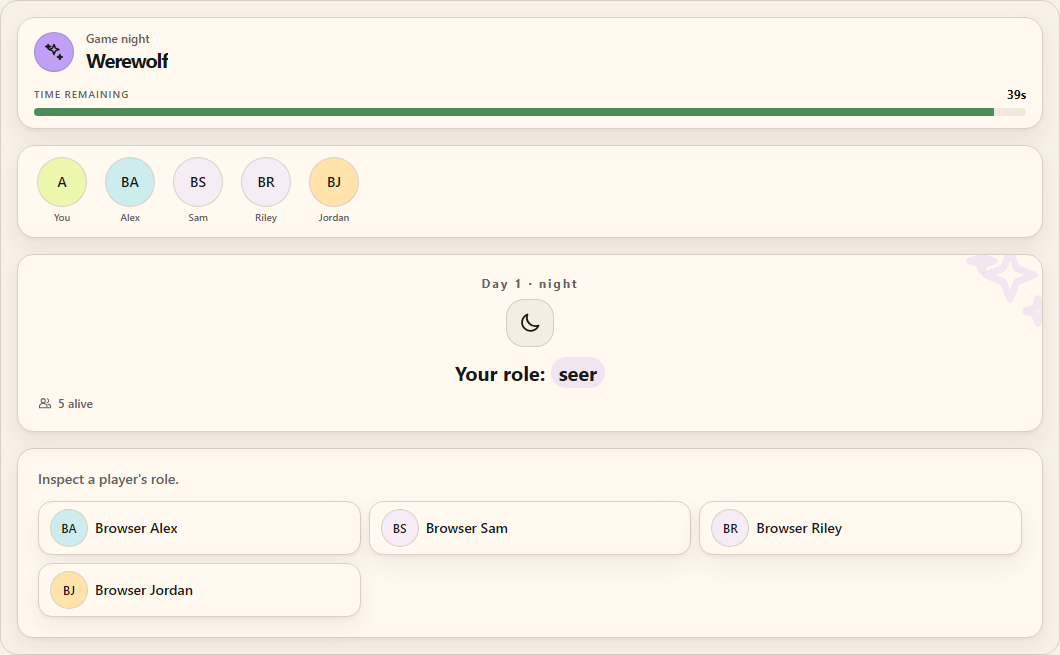 Game night
Werewolf
TIME REMAINING 39s
A BA BS BR BJ
You Alex Sam Riley Jordan
Day 1 · night
Your role: seer
5 alive
Inspect a player's role.
BA Browser Alex BS Browser Sam BR Browser Riley
BJ Browser Jordan